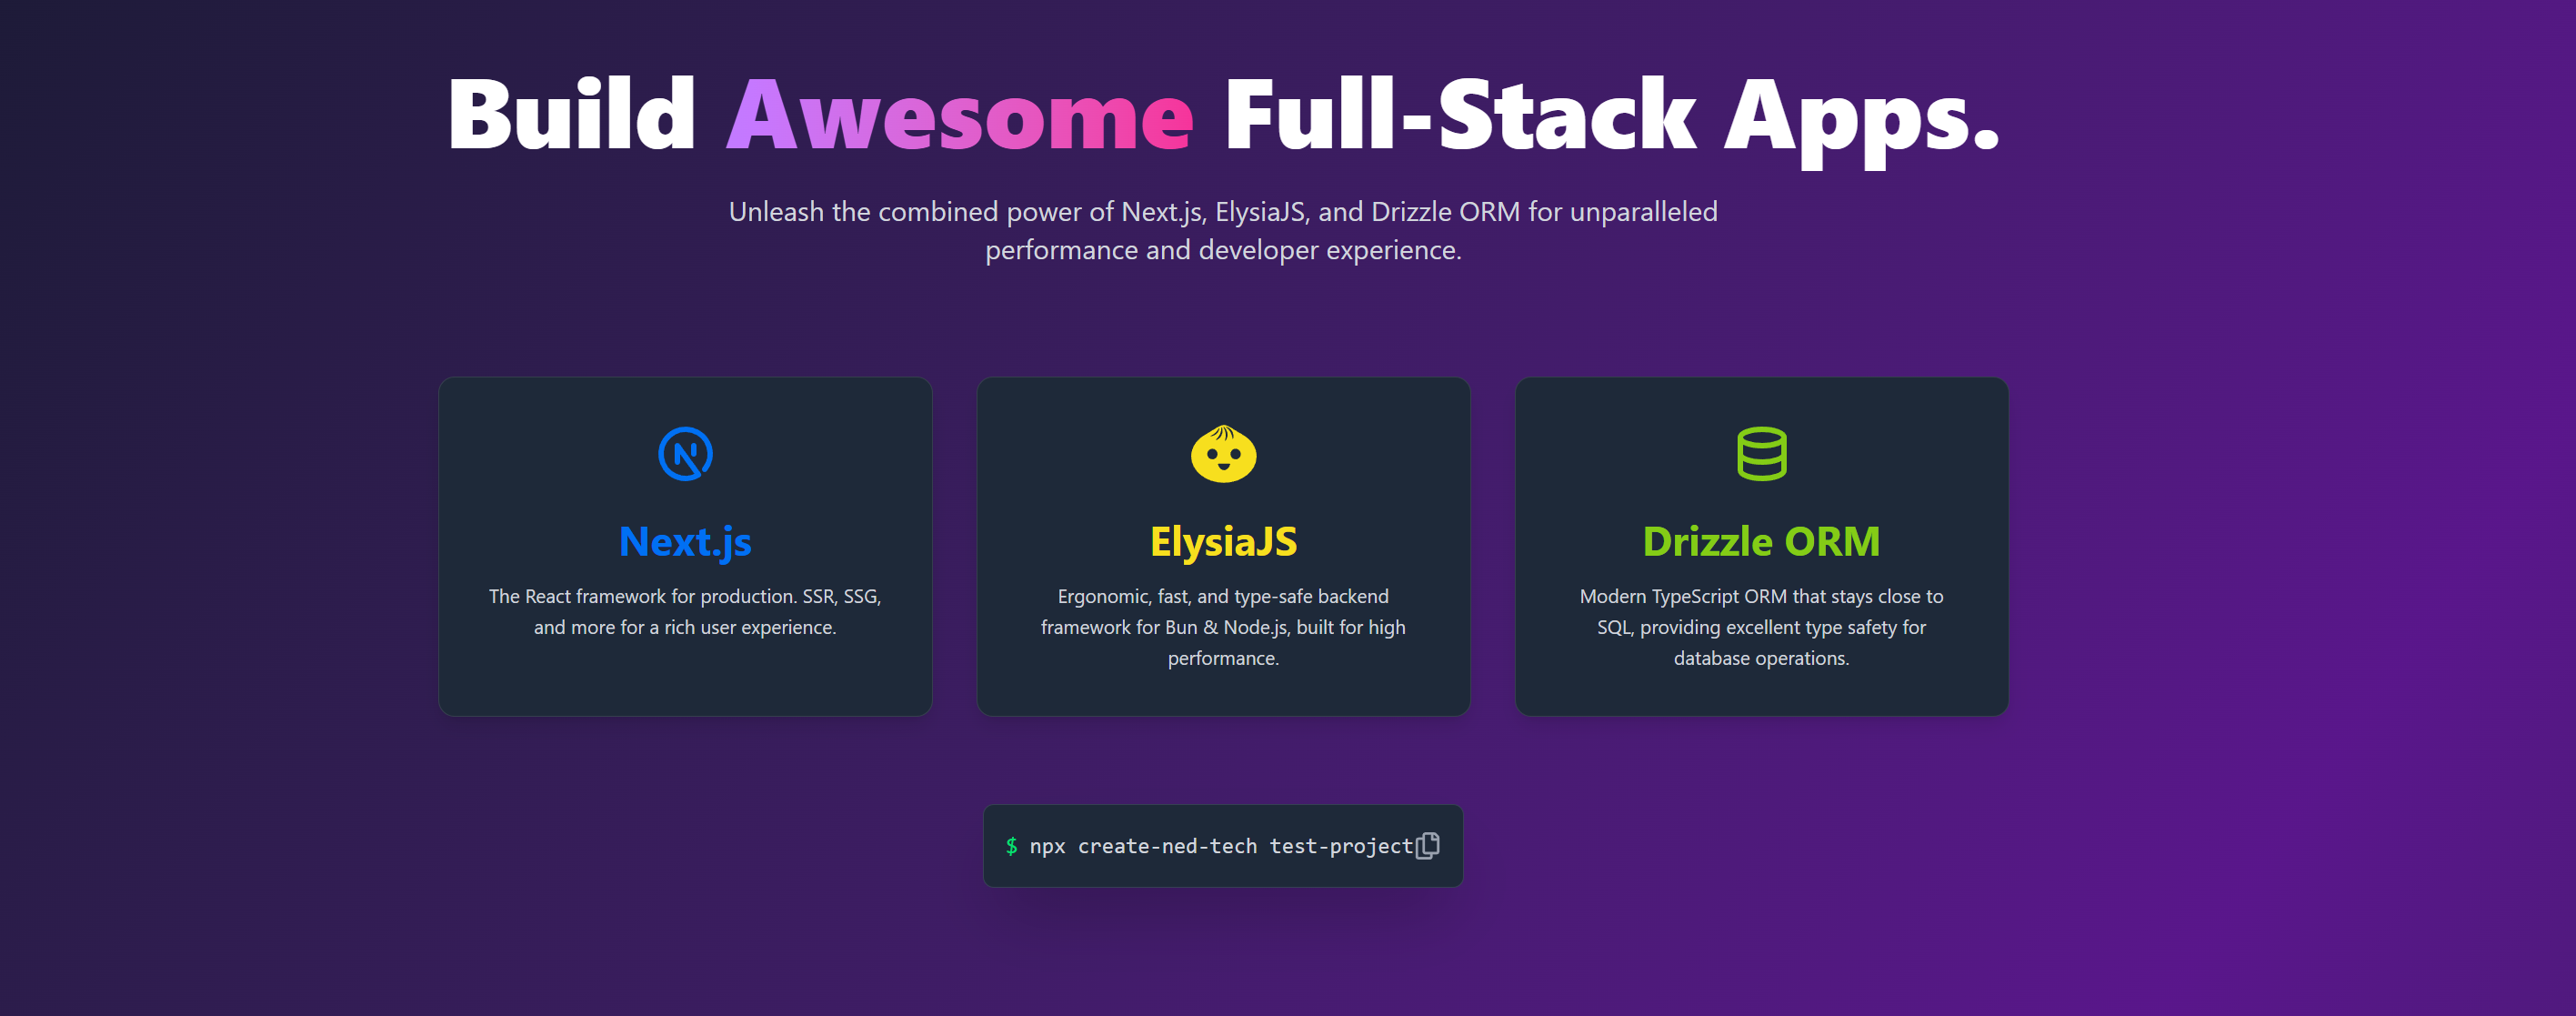 Build Awesome Full-Stack Apps.
Unleash the combined power of Next.js, ElysiaJS, and Drizzle ORM for unparalleled
performance and developer experience.
Next.js
The React framework for production. SSR, SSG,
and more for a rich user experience.
ElysiaJS
Ergonomic, fast, and type-safe backend
framework for Bun & Node.js, built for high
performance.
Drizzle ORM
Modern TypeScript ORM that stays close to
SQL, providing excellent type safety for
database operations.
$ npx create-ned-tech test-project